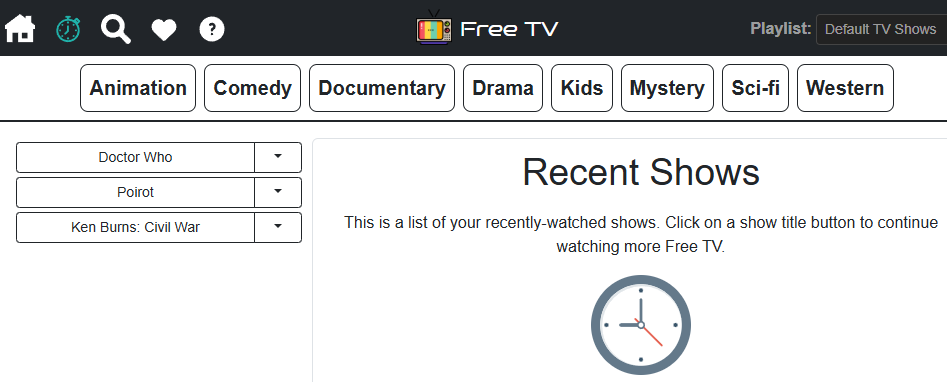 ?
Free TV
Playlist: Default TV Shows
Animation Comedy Documentary Drama Kids Mystery Sci-fi Western
Doctor Who
Poirot
Ken Burns: Civil War
Recent Shows
This is a list of your recently-watched shows. Click on a show title button to continue
watching more Free TV.